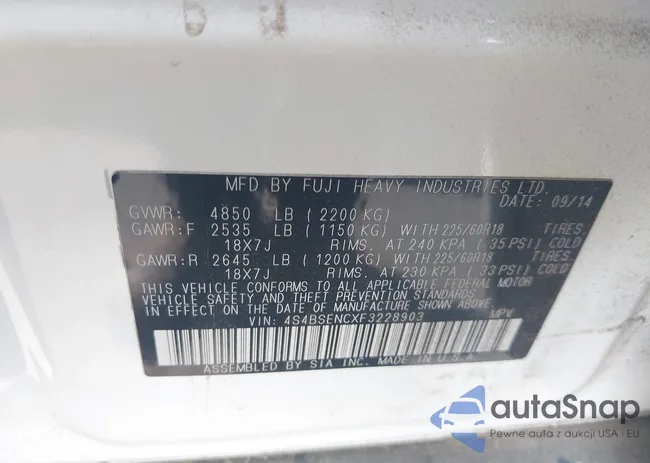 MFD BY FUJI HEAVY INDUSTRIES LTD.
DATE: 09/14
GVWR: 4850 LB (2200 KG)
GAWR:F 2535 LB (1150 KG) WITH 225/60R18 TIRES.
18X7J RIMS. AT 240 KPA (35 PSI) COLD
GAWR:R 2645 LB (1200 KG) WITH 225/60R18 TIRES.
18X7J RIMS. AT 230 KPA (33 PSI) COLD
THIS VEHICLE CONFORMS TO ALL APPLICABLE FEDERAL MOTOR
VEHICLE SAFETY AND THEFT PREVENTION STANDARDS
IN EFFECT ON THE DATE OF MANUFACTURE SHOWN ABOVE.
VIN: 4S4BSENCXF3228903 MPV
ASSEMBLED BY SIA INC. MADE IN U.S.A
autaSnap
Pewne auta z aukcji USA i EU